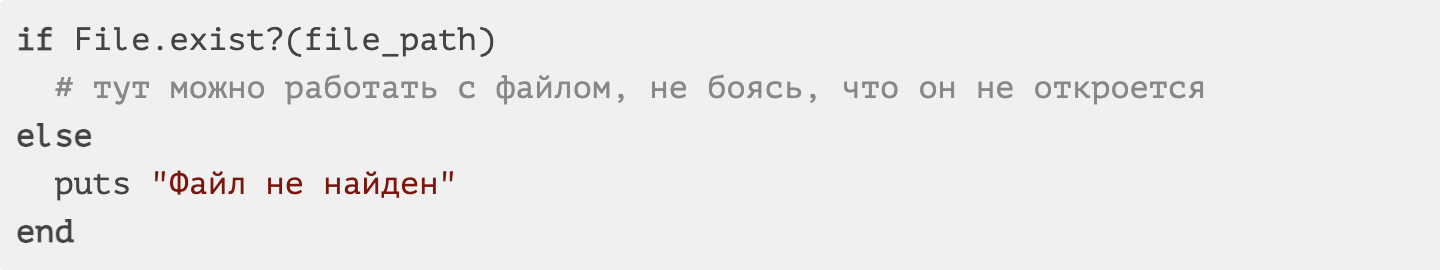 if File.exist?(file_path)
  # тут можно работать с файлом, не боясь, что он не откроется
else
  puts "Файл не найден"
end